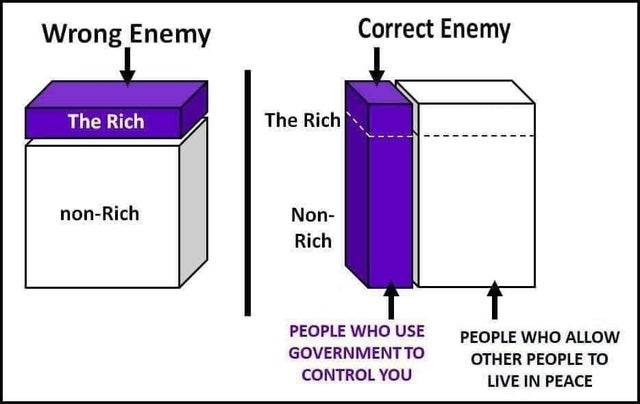 Wrong Enemy
The Rich
non-Rich
Correct Enemy
The Rich
Non-
Rich
PEOPLE WHO USE
GOVERNMENT TO
CONTROL YOU
PEOPLE WHO ALLOW
OTHER PEOPLE TO
LIVE IN PEACE